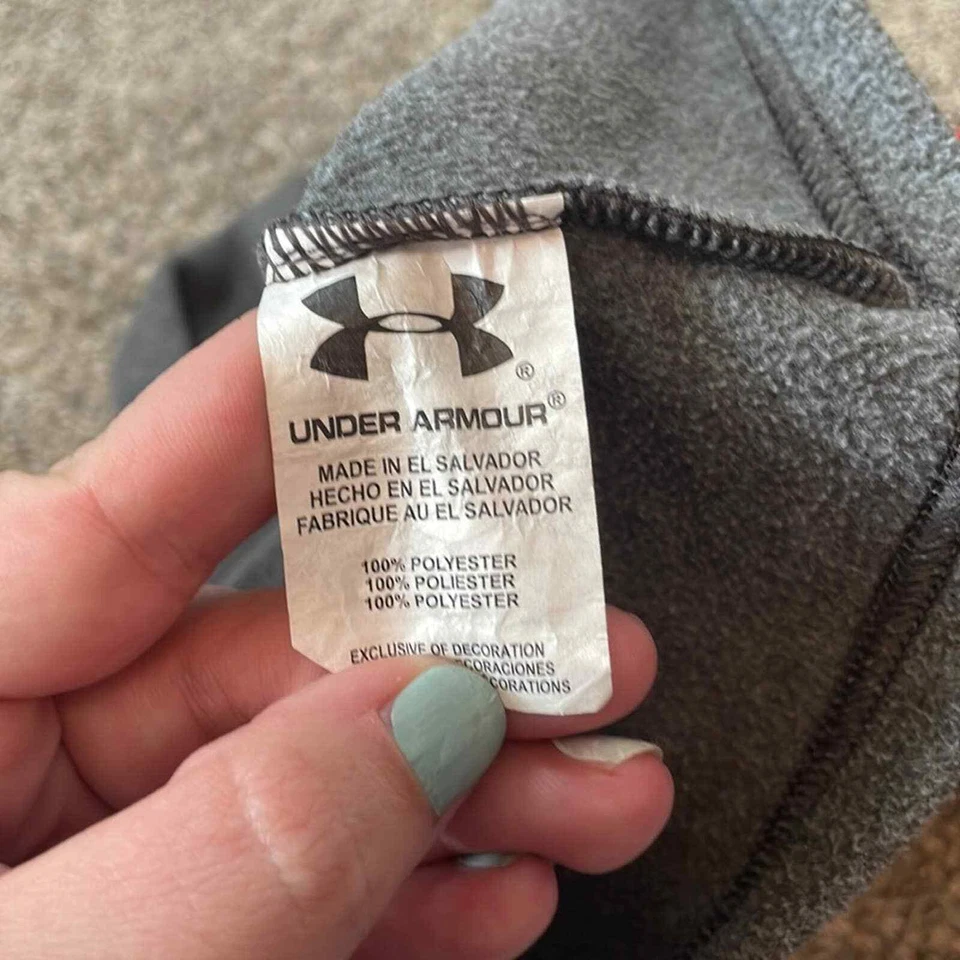 ®
UNDER ARMOUR®
MADE IN EL SALVADOR
HECHO EN EL SALVADOR
FABRIQUE AU EL SALVADOR
100% POLYESTER
100% POLIESTER
100% POLYESTER
EXCLUSIVE OF DECORATION